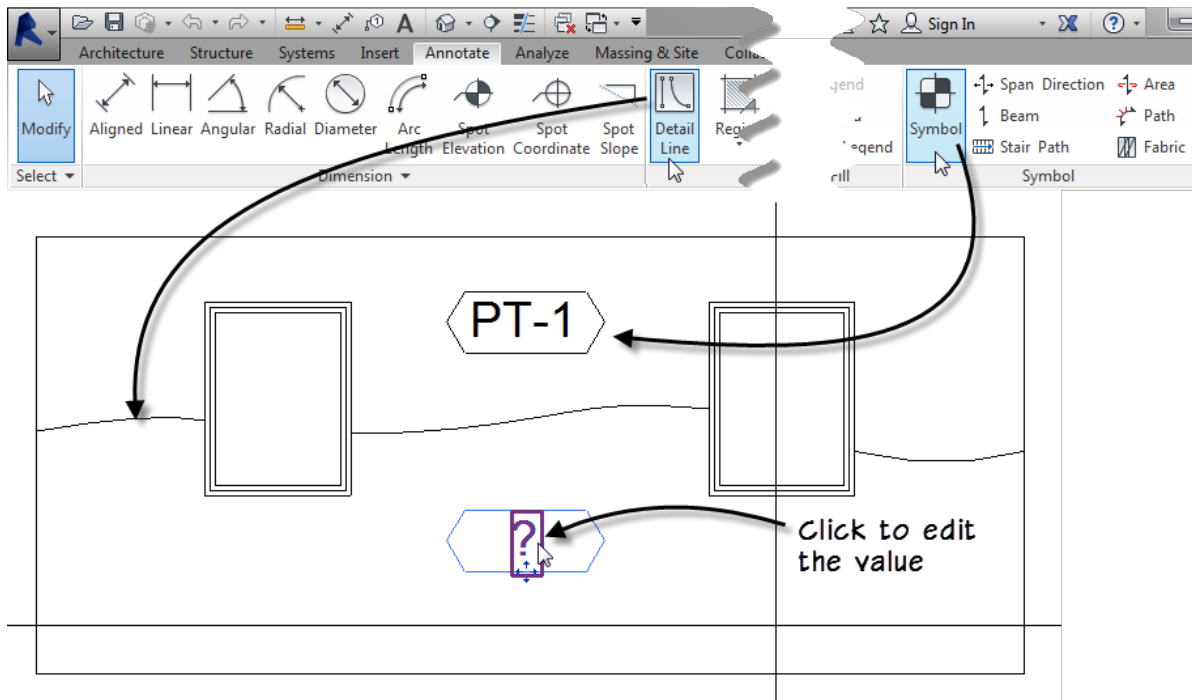 Sign In
Architecture Structure Systems Insert Annotate Analyze Massing & Site
Modify Aligned Linear Angular Radial Diameter Arc Length Spot Elevation Spot Coordinate Spot Slope Detail Line Symbol
Span Direction Area
Beam Path
Stair Path Fabric
Select Dimension Symbol
PT-1
?
Click to edit
the value